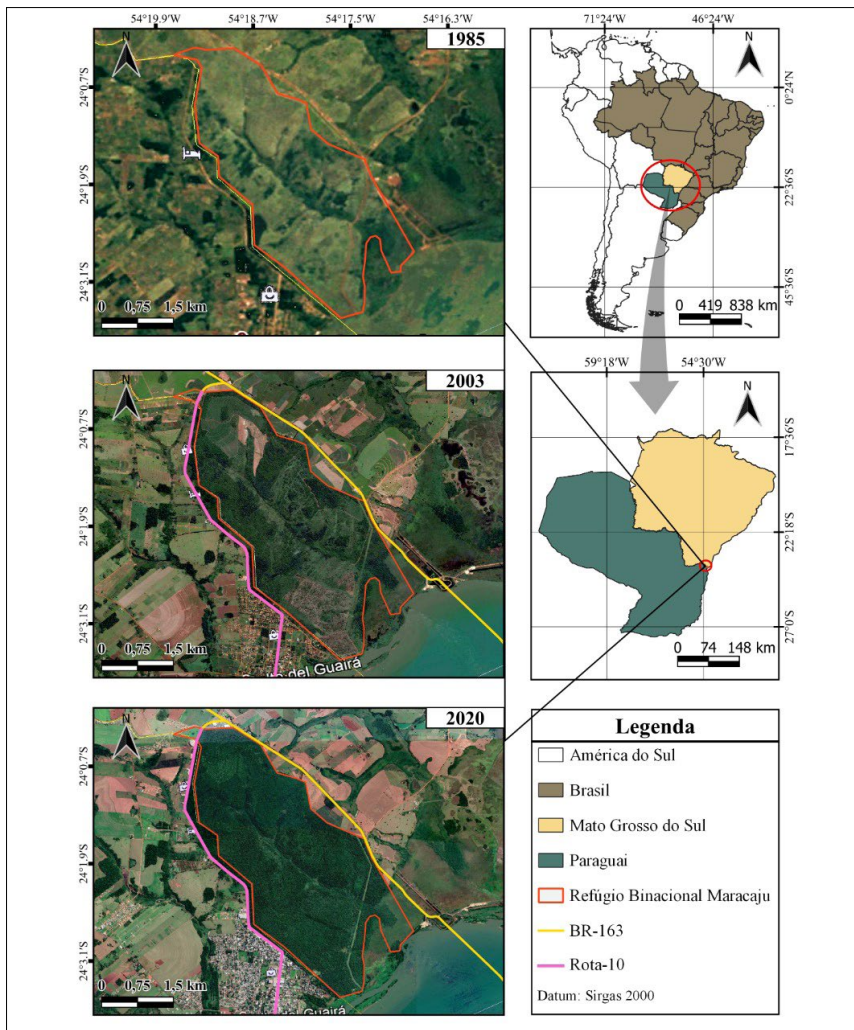 54°19.9'W 54°18.7'W 54°17.5'W 54°16.3'W
1985
N
24°0.7'S
24°1.9'S
24°3.1'S
0 0,75 1,5 km
2003
N
24°0.7'S
24°1.9'S
24°3.1'S
0 0,75 1,5 km
del Guairá
2020
N
24°0.7'S
24°1.9'S
24°3.1'S
0 0,75 1,5 km
71°24'W 46°24'W
N
0°24'N
22°36'S
45°36'S
0 419 838 km
59°18'W 54°30'W
N
17°36'S
22°18'S
27°0'S
0 74 148 km
Legenda
América do Sul
Brasil
Mato Grosso do Sul
Paraguai
Refúgio Binacional Maracaju
BR-163
Rota-10
Datum: Sirgas 2000